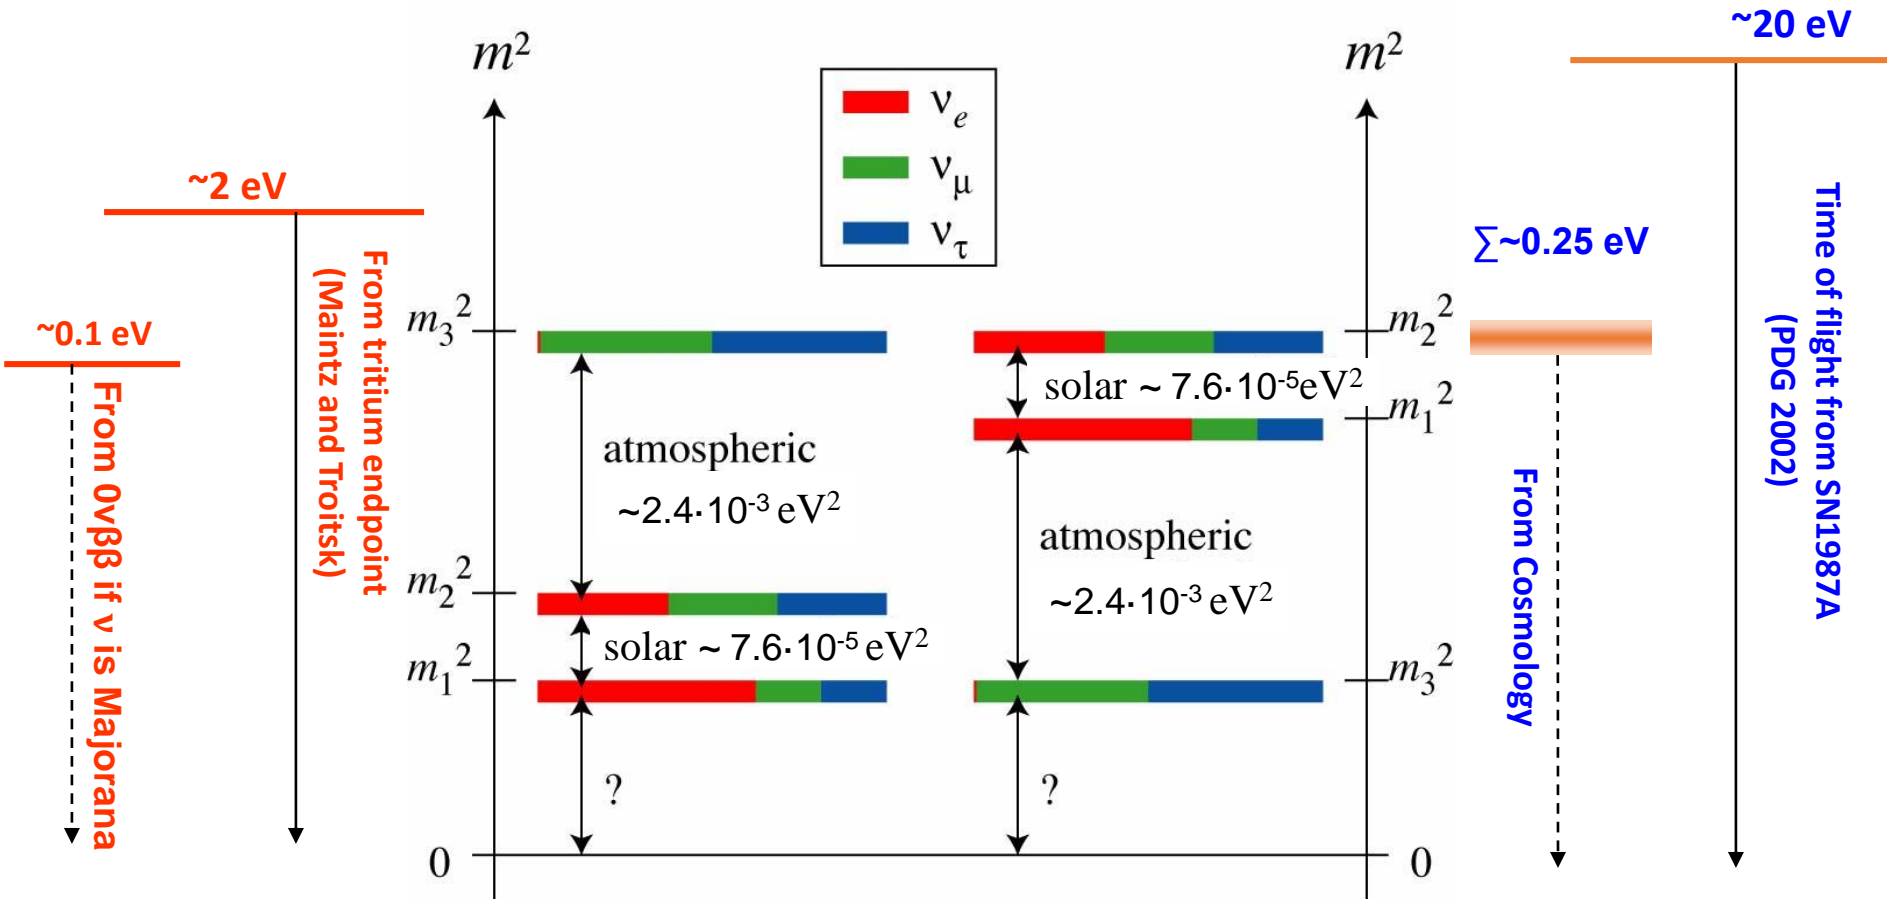 ~20 eV
m²
m²
νe
νμ
ντ
~2 eV
∑~0.25 eV
~0.1 eV
From 0νββ if ν is Majorana
From tritium endpoint
(Maintz and Troitsk)
m₃²
atmospheric
~2.4·10⁻³ eV²
m₂²
solar ~ 7.6·10⁻⁵ eV²
m₁²
?
0
m₂²
solar ~ 7.6·10⁻⁵eV²
m₁²
atmospheric
~2.4·10⁻³ eV²
m₃²
?
0
From Cosmology
Time of flight from SN1987A
(PDG 2002)